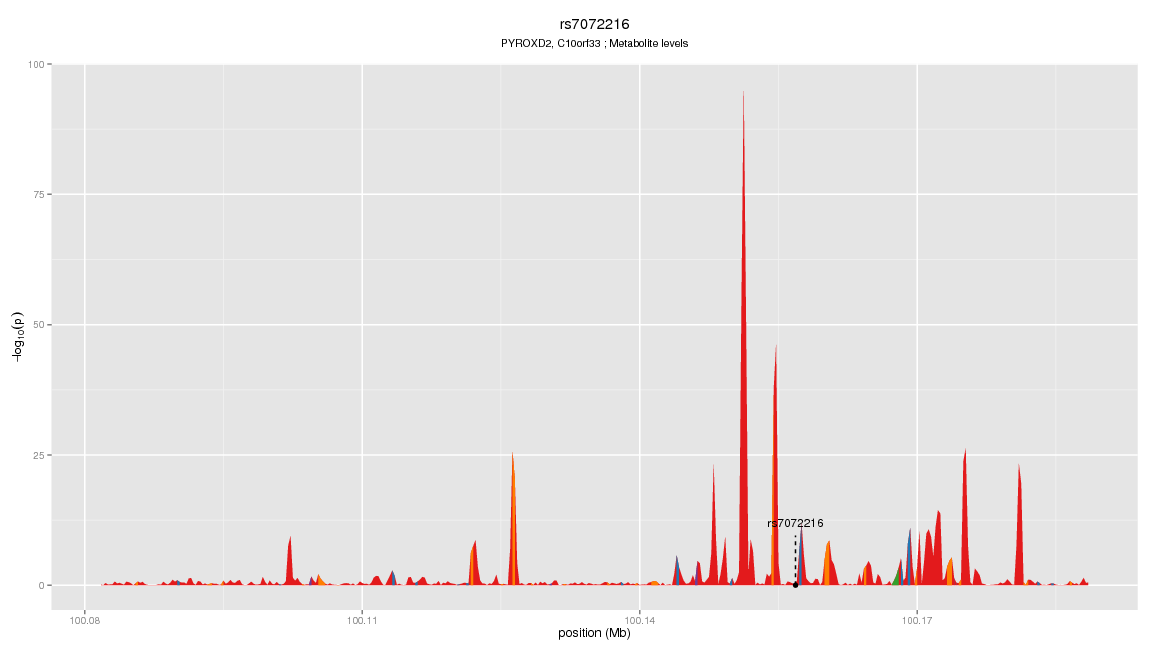 rs7072216
PYROXD2, C10orf33 ; Metabolite levels
100
75
50
25
0
−log10(p)
rs7072216
100.08
100.11
100.14
100.17
position (Mb)